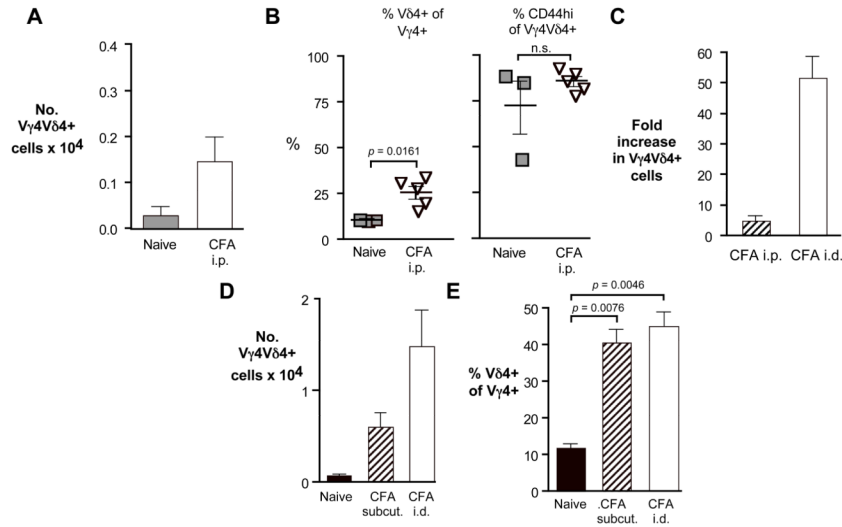 A
No.
Vγ4Vδ4+
cells x 10⁴
0.4
0.3
0.2
0.1
0.0
Naive
CFA
i.p.
B
% Vδ4+ of
Vγ4+
%
100
75
50
25
0
p = 0.0161
Naive
CFA
i.p.
% CD44hi
of Vγ4Vδ4+
n.s.
Naive
CFA
i.p.
C
Fold
increase
in Vγ4Vδ4+
cells
60
50
40
30
20
10
0
CFA i.p.
CFA i.d.
D
No.
Vγ4Vδ4+
cells x 10⁴
2
1
0
Naive
CFA
subcut.
CFA
i.d.
E
% Vδ4+
of Vγ4+
50
40
30
20
10
0
p = 0.0046
p = 0.0076
Naive
.CFA
subcut.
CFA
i.d.